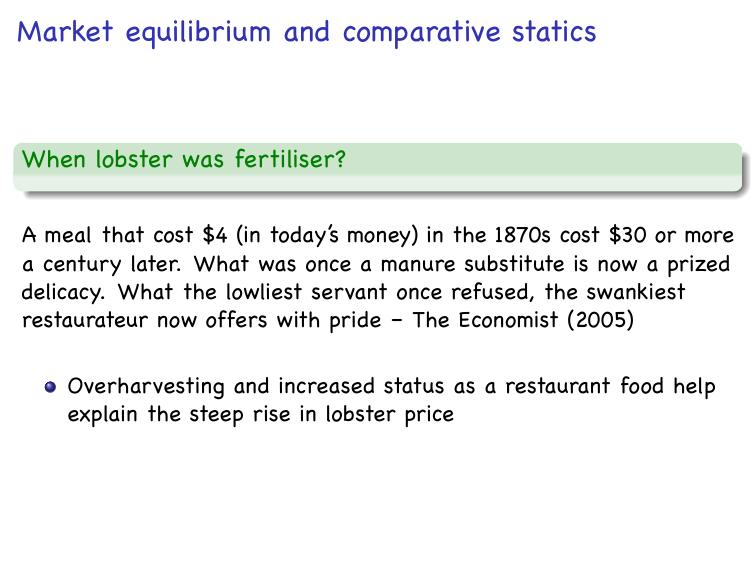 Market equilibrium and comparative statics
When lobster was fertiliser?
A meal that cost $4 (in today's money) in the 1870s cost $30 or more
a century later. What was once a manure substitute is now a prized
delicacy. What the lowliest servant once refused, the swankiest
restaurateur now offers with pride – The Economist (2005)
Overharvesting and increased status as a restaurant food help
explain the steep rise in lobster price